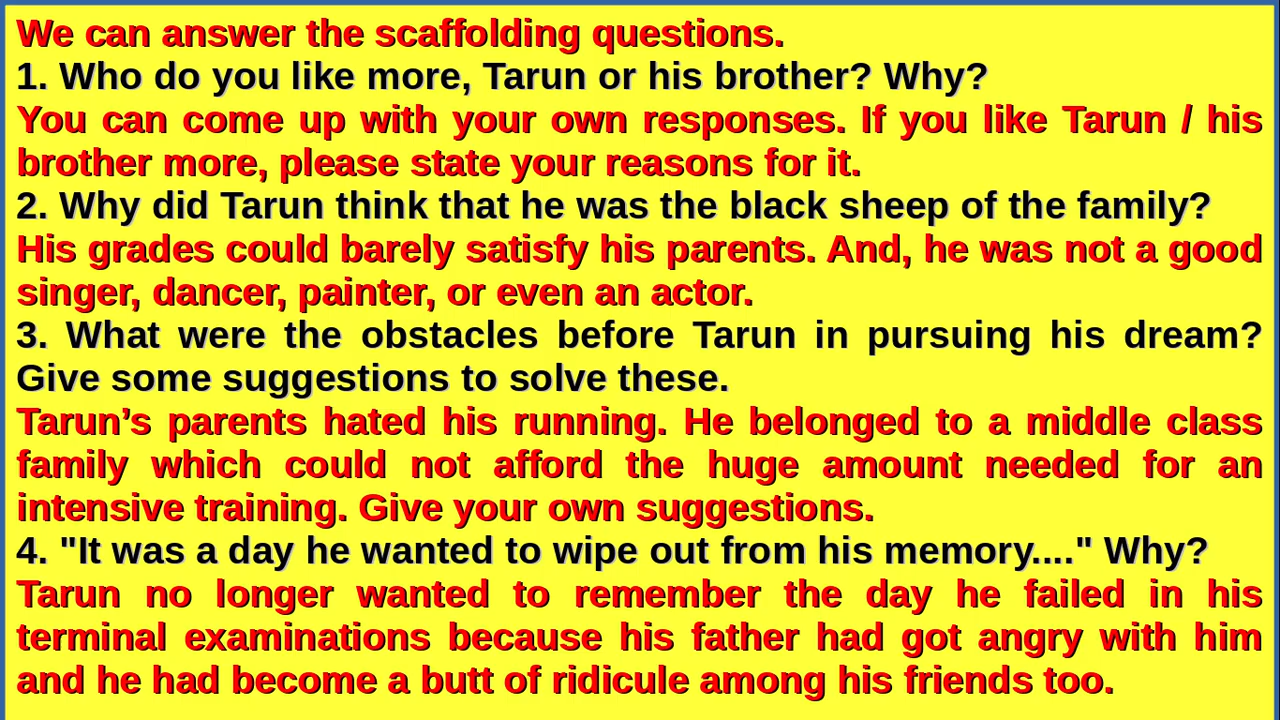 We can answer the scaffolding questions.
1. Who do you like more, Tarun or his brother? Why?
You can come up with your own responses. If you like Tarun / his
brother more, please state your reasons for it.
2. Why did Tarun think that he was the black sheep of the family?
His grades could barely satisfy his parents. And, he was not a good
singer, dancer, painter, or even an actor.
3. What were the obstacles before Tarun in pursuing his dream?
Give some suggestions to solve these.
Tarun’s parents hated his running. He belonged to a middle class
family which could not afford the huge amount needed for an
intensive training. Give your own suggestions.
4. "It was a day he wanted to wipe out from his memory...." Why?
Tarun no longer wanted to remember the day he failed in his
terminal examinations because his father had got angry with him
and he had become a butt of ridicule among his friends too.